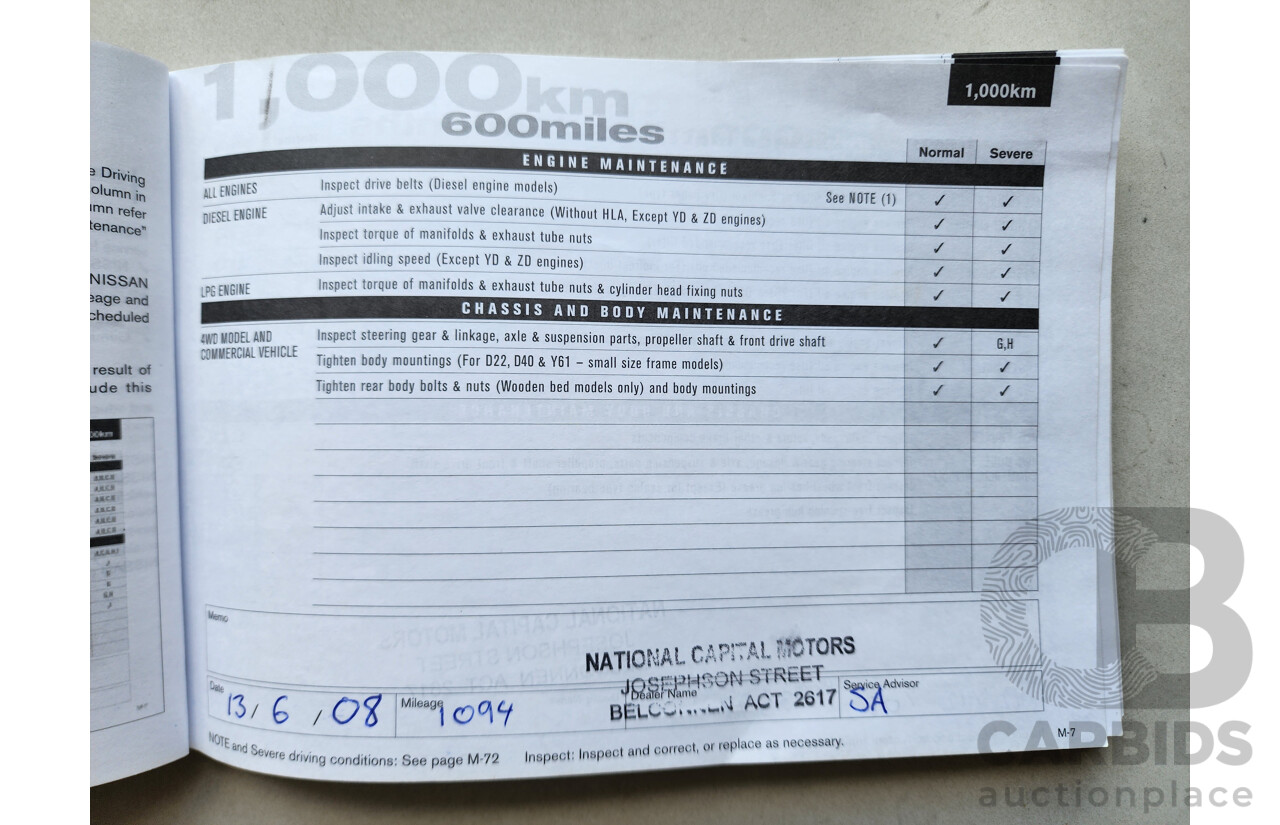 1,000km
600miles
1,000km
Normal Severe
ENGINE MAINTENANCE
ALL ENGINES Inspect drive belts (Diesel engine models) See NOTE (1) ✓ ✓
DIESEL ENGINE Adjust intake & exhaust valve clearance (Without HLA, Except YD & ZD engines) ✓ ✓
Inspect torque of manifolds & exhaust tube nuts ✓ ✓
Inspect idling speed (Except YD & ZD engines) ✓ ✓
LPG ENGINE Inspect torque of manifolds & exhaust tube nuts & cylinder head fixing nuts ✓ ✓
CHASSIS AND BODY MAINTENANCE
4WD MODEL AND
COMMERCIAL VEHICLE
Inspect steering gear & linkage, axle & suspension parts, propeller shaft & front drive shaft ✓ G,H
Tighten body mountings (For D22, D40 & Y61 – small size frame models) ✓ ✓
Tighten rear body bolts & nuts (Wooden bed models only) and body mountings ✓ ✓
Memo
NATIONAL CAPITAL MOTORS
JOSEPHSON STREET
BELCONNEN ACT 2617
Date 13/6/08
Mileage 1094
Dealer Name
Service Advisor SA
NOTE and Severe driving conditions: See page M-72 Inspect: Inspect and correct, or replace as necessary.
M-7
e Driving
olumn in
umn refer
tenance"
NISSAN
eage and
cheduled
result of
ude this
CB
CARBIDS
auctionplace